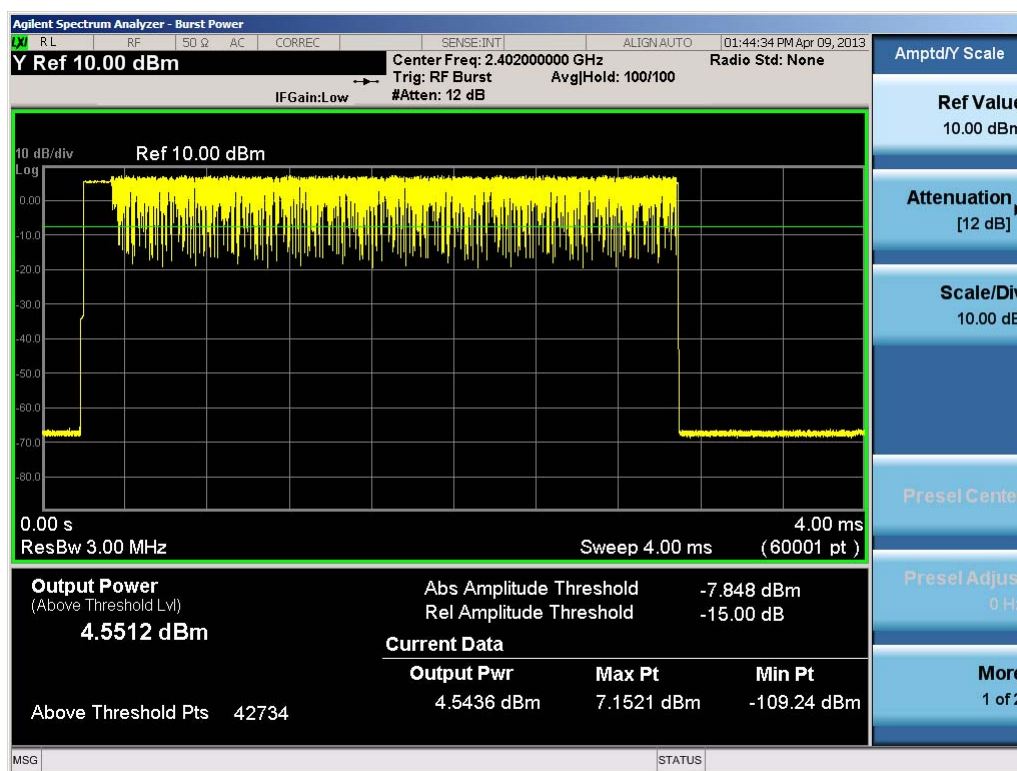 Agilent Spectrum Analyzer - Burst Power
LXI RL RF 50 Ω AC CORREC SENSE:INT ALIGN AUTO 01:44:34 PM Apr 09, 2013
Y Ref 10.00 dBm
Center Freq: 2.402000000 GHz Radio Std: None
Trig: RF Burst Avg|Hold: 100/100
IFGain:Low #Atten: 12 dB
10 dB/div Ref 10.00 dBm
Log
0.00
-10.0
-20.0
-30.0
-40.0
-50.0
-60.0
-70.0
-80.0
0.00 s 4.00 ms
ResBw 3.00 MHz Sweep 4.00 ms (60001 pt)
Output Power
(Above Threshold Lvl)
4.5512 dBm
Above Threshold Pts 42734
Abs Amplitude Threshold -7.848 dBm
Rel Amplitude Threshold -15.00 dB
Current Data
Output Pwr Max Pt Min Pt
4.5436 dBm 7.1521 dBm -109.24 dBm
Amptd/Y Scale
Ref Value
10.00 dBm
Attenuation
[12 dB]
Scale/Div
10.00 dB
Presel Cente
Presel Adjus
0 H
More
1 of 2
MSG STATUS